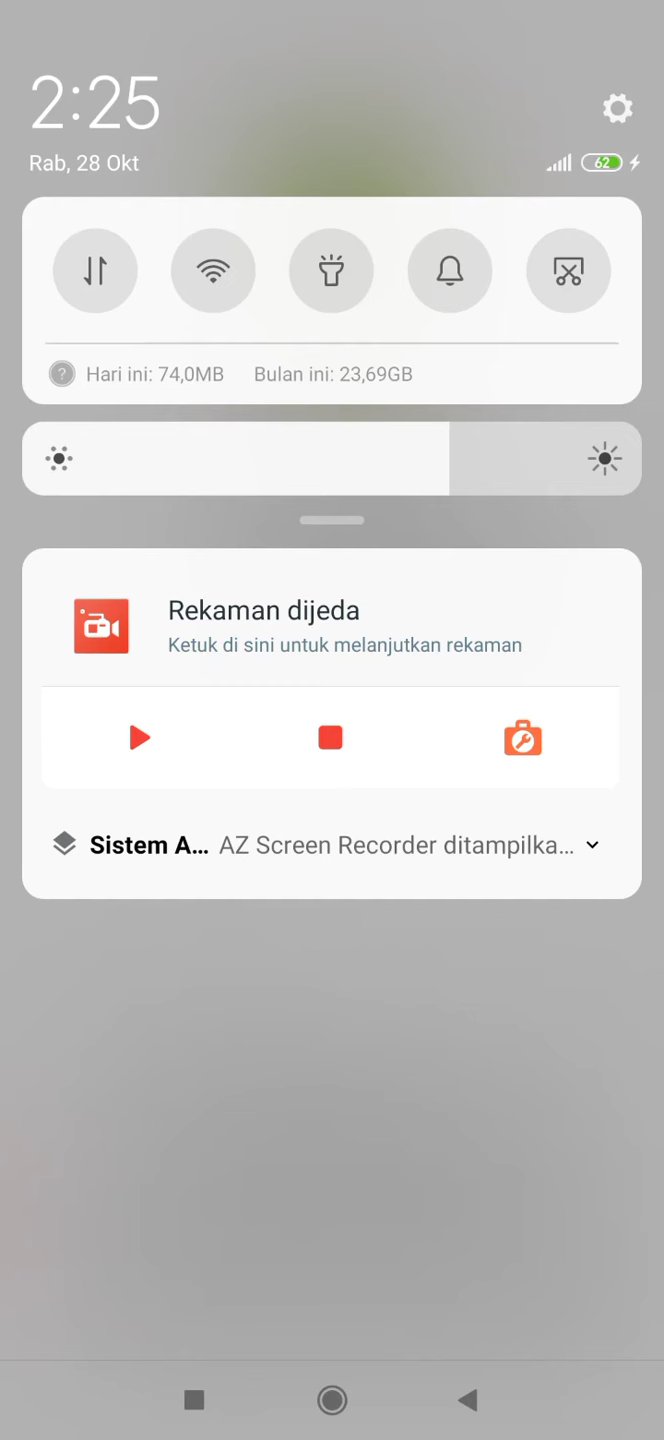 2:25
Rab, 28 Okt
62
Hari ini: 74,0MB Bulan ini: 23,69GB
Rekaman dijeda
Ketuk di sini untuk melanjutkan rekaman
Sistem A... AZ Screen Recorder ditampilka...